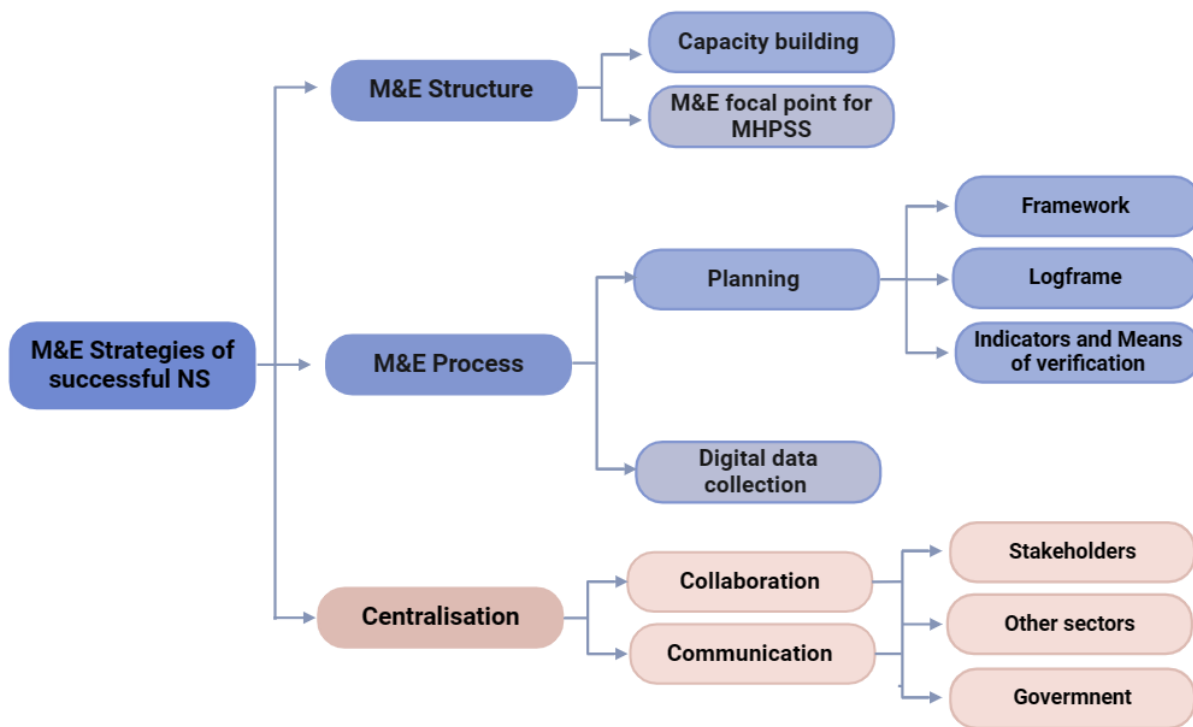 Capacity building
M&E Structure
M&E focal point for
MHPSS
Framework
Planning
Logframe
M&E Strategies of
successful NS
M&E Process
Indicators and Means
of verification
Digital data
collection
Stakeholders
Collaboration
Centralisation
Other sectors
Communication
Govermnent